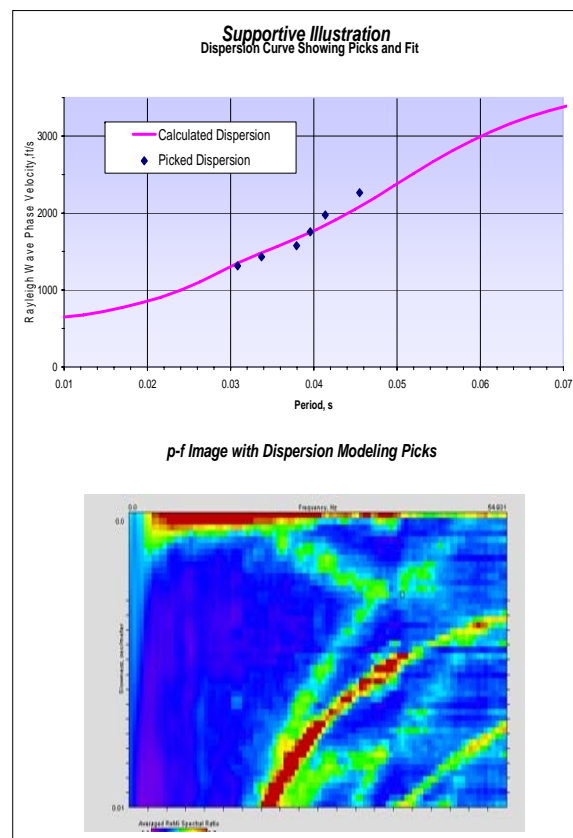 Supportive Illustration
Dispersion Curve Showing Picks and Fit
3000
2000
1000
0
Rayleigh Wave Phase Velocity, ft/s
Calculated Dispersion
Picked Dispersion
0.01 0.02 0.03 0.04 0.05 0.06 0.07
Period, s
p-f Image with Dispersion Modeling Picks
0.0 Frequency, Hz 54.931
0.0
Slowness, sec/meter
0.01
Averaged ReMi Spectral Ratio